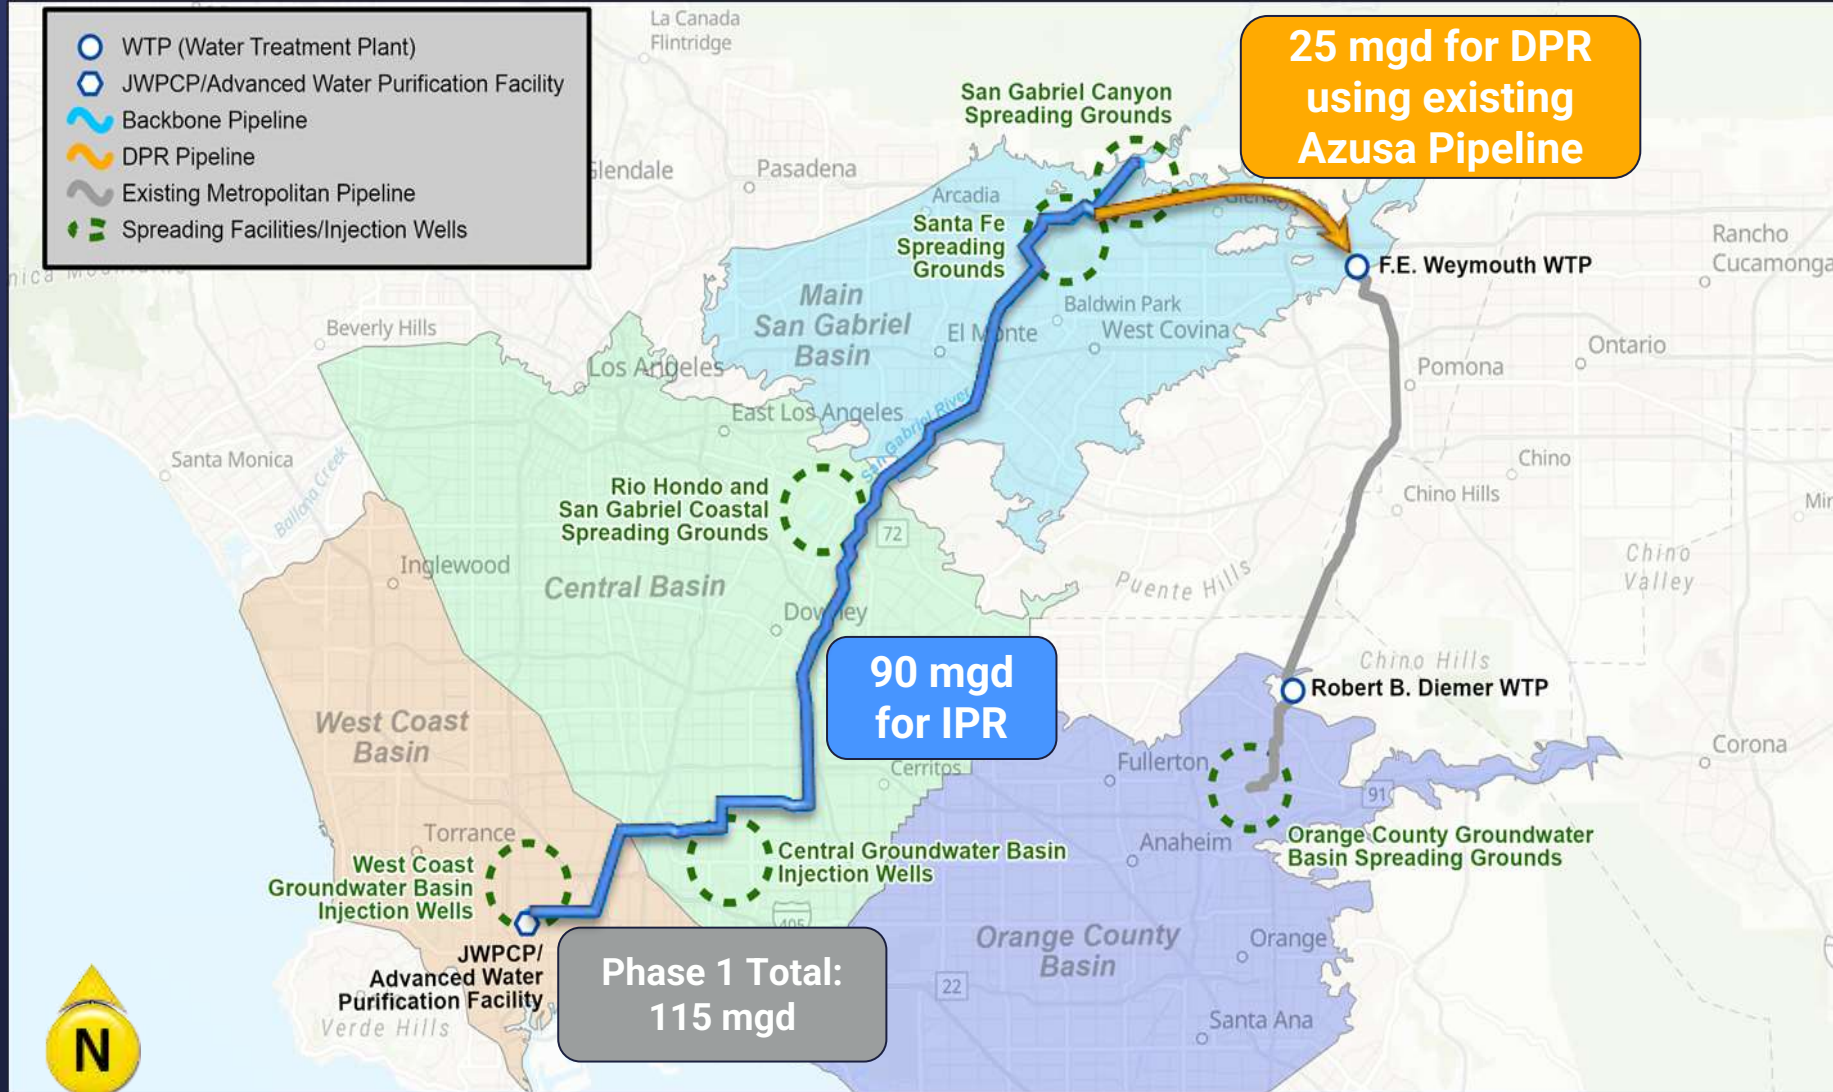 WTP (Water Treatment Plant)
JWPCP/Advanced Water Purification Facility
Backbone Pipeline
DPR Pipeline
Existing Metropolitan Pipeline
Spreading Facilities/Injection Wells
La Canada
Flintridge
25 mgd for DPR
using existing
Azusa Pipeline
San Gabriel Canyon
Spreading Grounds
Pasadena
Arcadia
Santa Fe
Spreading
Grounds
F.E. Weymouth WTP
Rancho
Cucamonga
Main
San Gabriel
Basin
Baldwin Park
West Covina
El Monte
Beverly Hills
Ontario
Los Angeles
Pomona
East Los Angeles
San Gabriel River
Santa Monica
Ballona Creek
Chino
Chino Hills
Rio Hondo and
San Gabriel Coastal
Spreading Grounds
72
Inglewood
Central Basin
Puente Hills
Chino
Valley
Downey
90 mgd
for IPR
Chino Hills
Robert B. Diemer WTP
West Coast
Basin
Cerritos
Fullerton
Corona
91
Torrance
West Coast
Groundwater Basin
Injection Wells
Central Groundwater Basin
Injection Wells
Anaheim
Orange County Groundwater
Basin Spreading Grounds
405
JWPCP/
Advanced Water
Purification Facility
Phase 1 Total:
115 mgd
Orange County
Basin
Orange
22
Verde Hills
Santa Ana
N